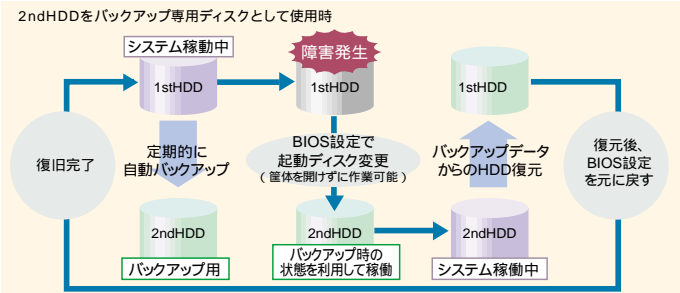 2ndHDDをバックアップ専用ディスクとして使用時
システム稼動中
障害発生
1stHDD
1stHDD
1stHDD
復旧完了
定期的に
自動バックアップ
BIOS設定で
起動ディスク変更
(筐体を開けずに作業可能)
バックアップデータ
からのHDD復元
復元後、
BIOS設定
を元に戻す
2ndHDD
2ndHDD
2ndHDD
バックアップ用
バックアップ時の
状態を利用して稼働
システム稼働中